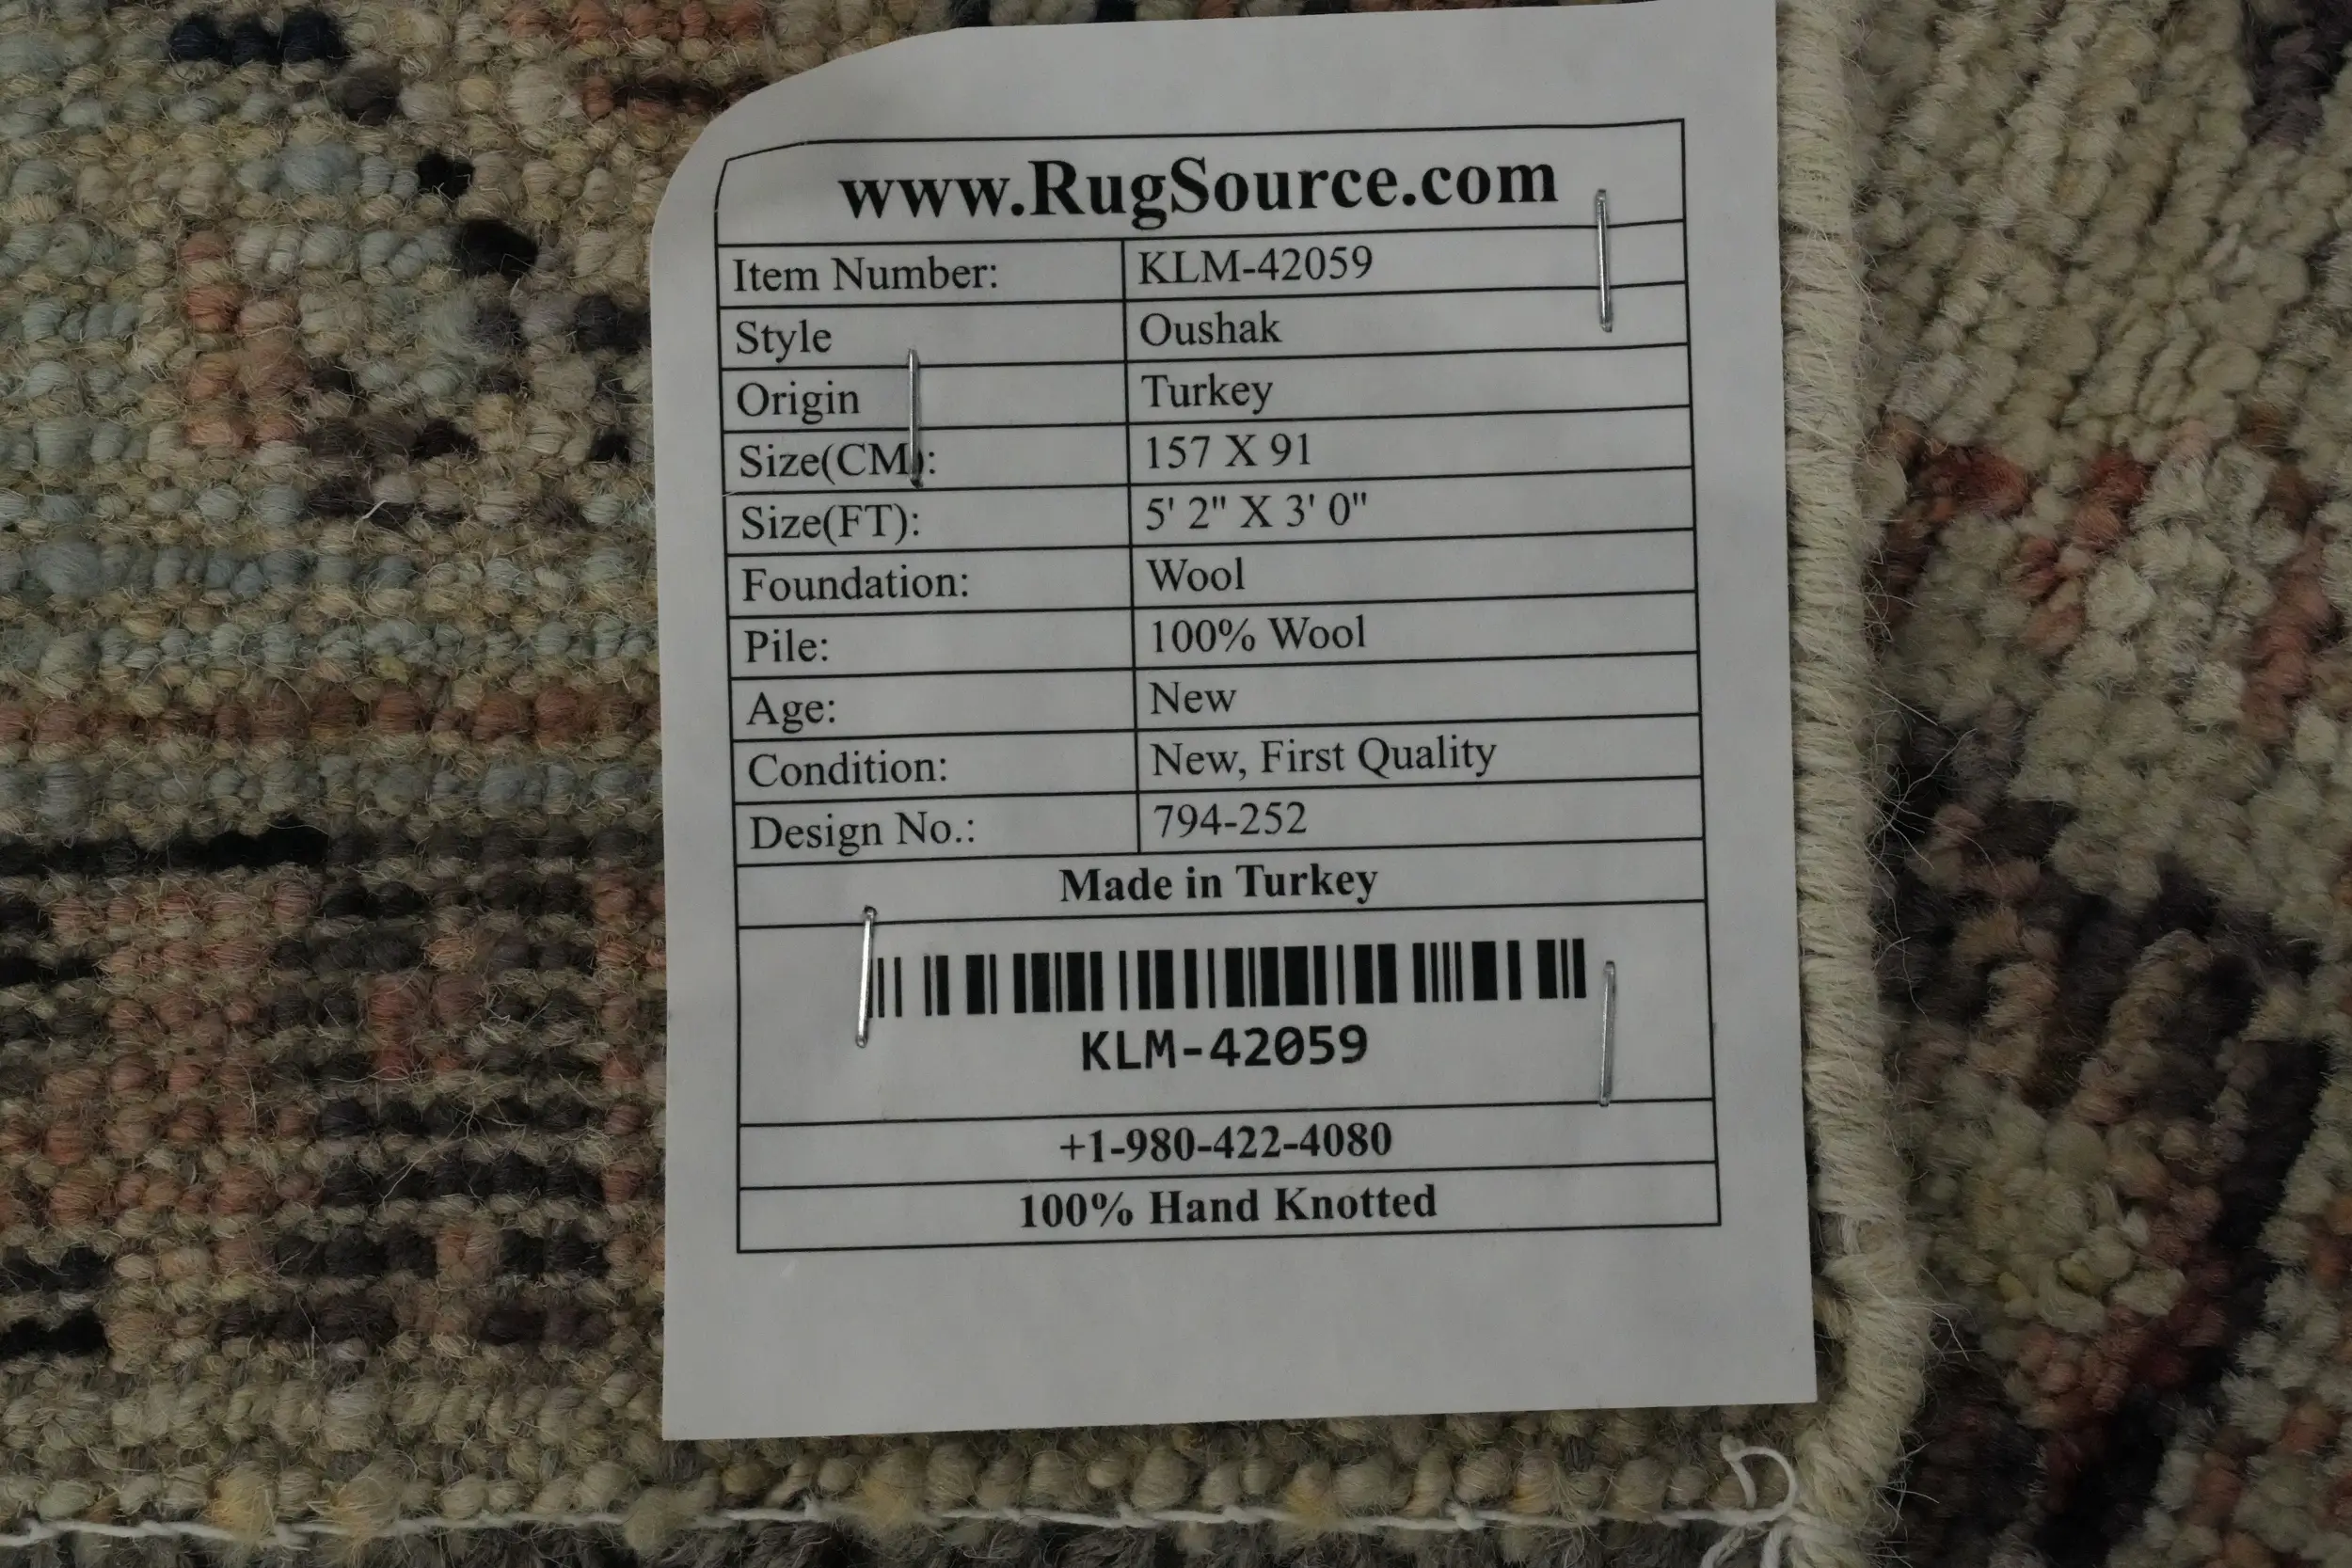 www.RugSource.com
Item Number: KLM-42059
Style Oushak
Origin Turkey
Size(CM): 157 X 91
Size(FT): 5' 2" X 3' 0"
Foundation: Wool
Pile: 100% Wool
Age: New
Condition: New, First Quality
Design No.: 794-252
Made in Turkey
KLM-42059
+1-980-422-4080
100% Hand Knotted